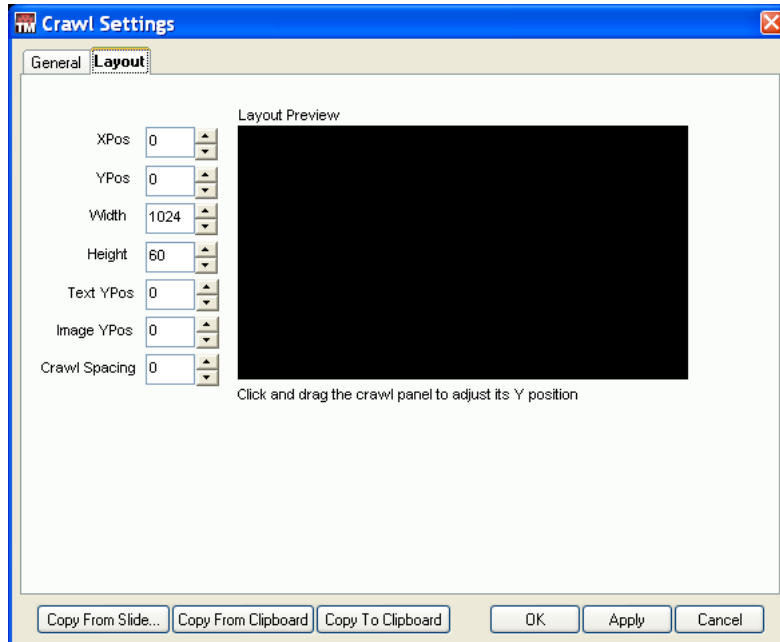 TM Crawl Settings
General Layout
Layout Preview
XPos 0
YPos 0
Width 1024
Height 60
Text YPos 0
Image YPos 0
Crawl Spacing 0
Click and drag the crawl panel to adjust its Y position
Copy From Slide... Copy From Clipboard Copy To Clipboard OK Apply Cancel